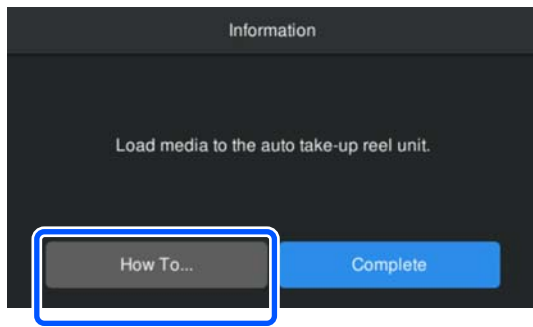 Information
Load media to the auto take-up reel unit.
How To...
Complete